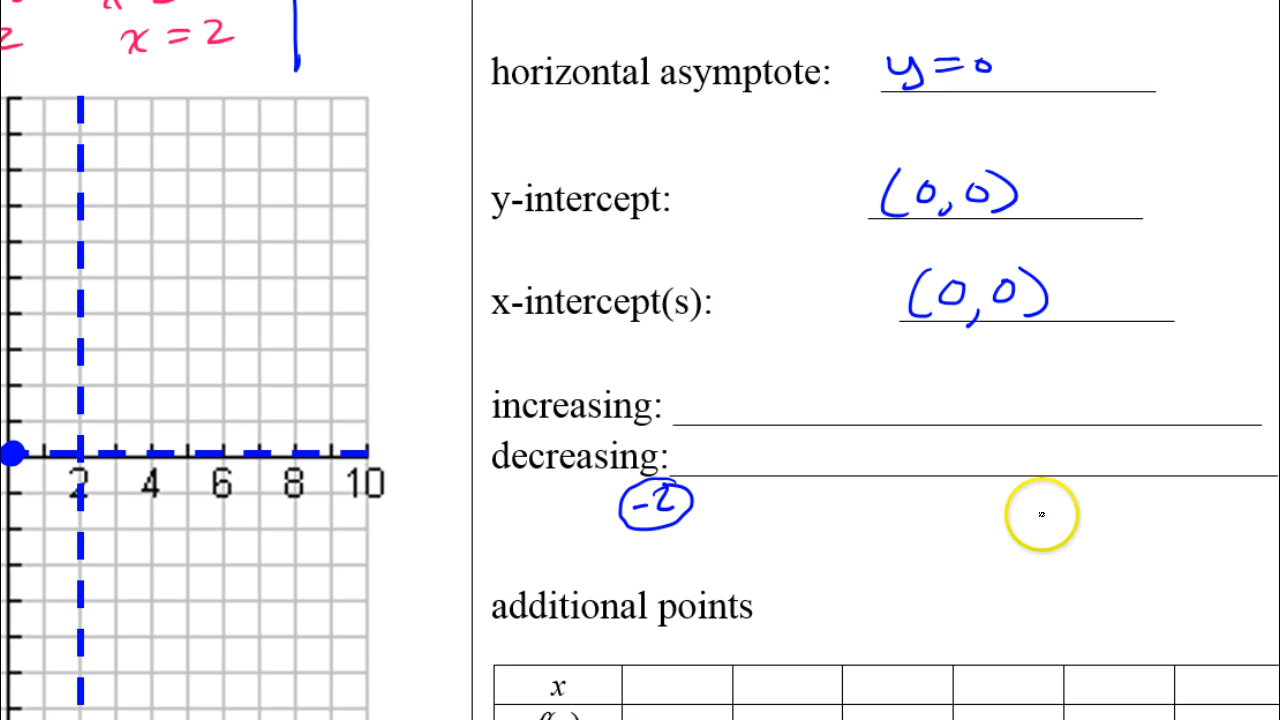 2 x = 2
horizontal asymptote: y = 0
y-intercept: (0,0)
x-intercept(s): (0,0)
increasing:
decreasing:
2 4 6 8 10
-2
additional points
x